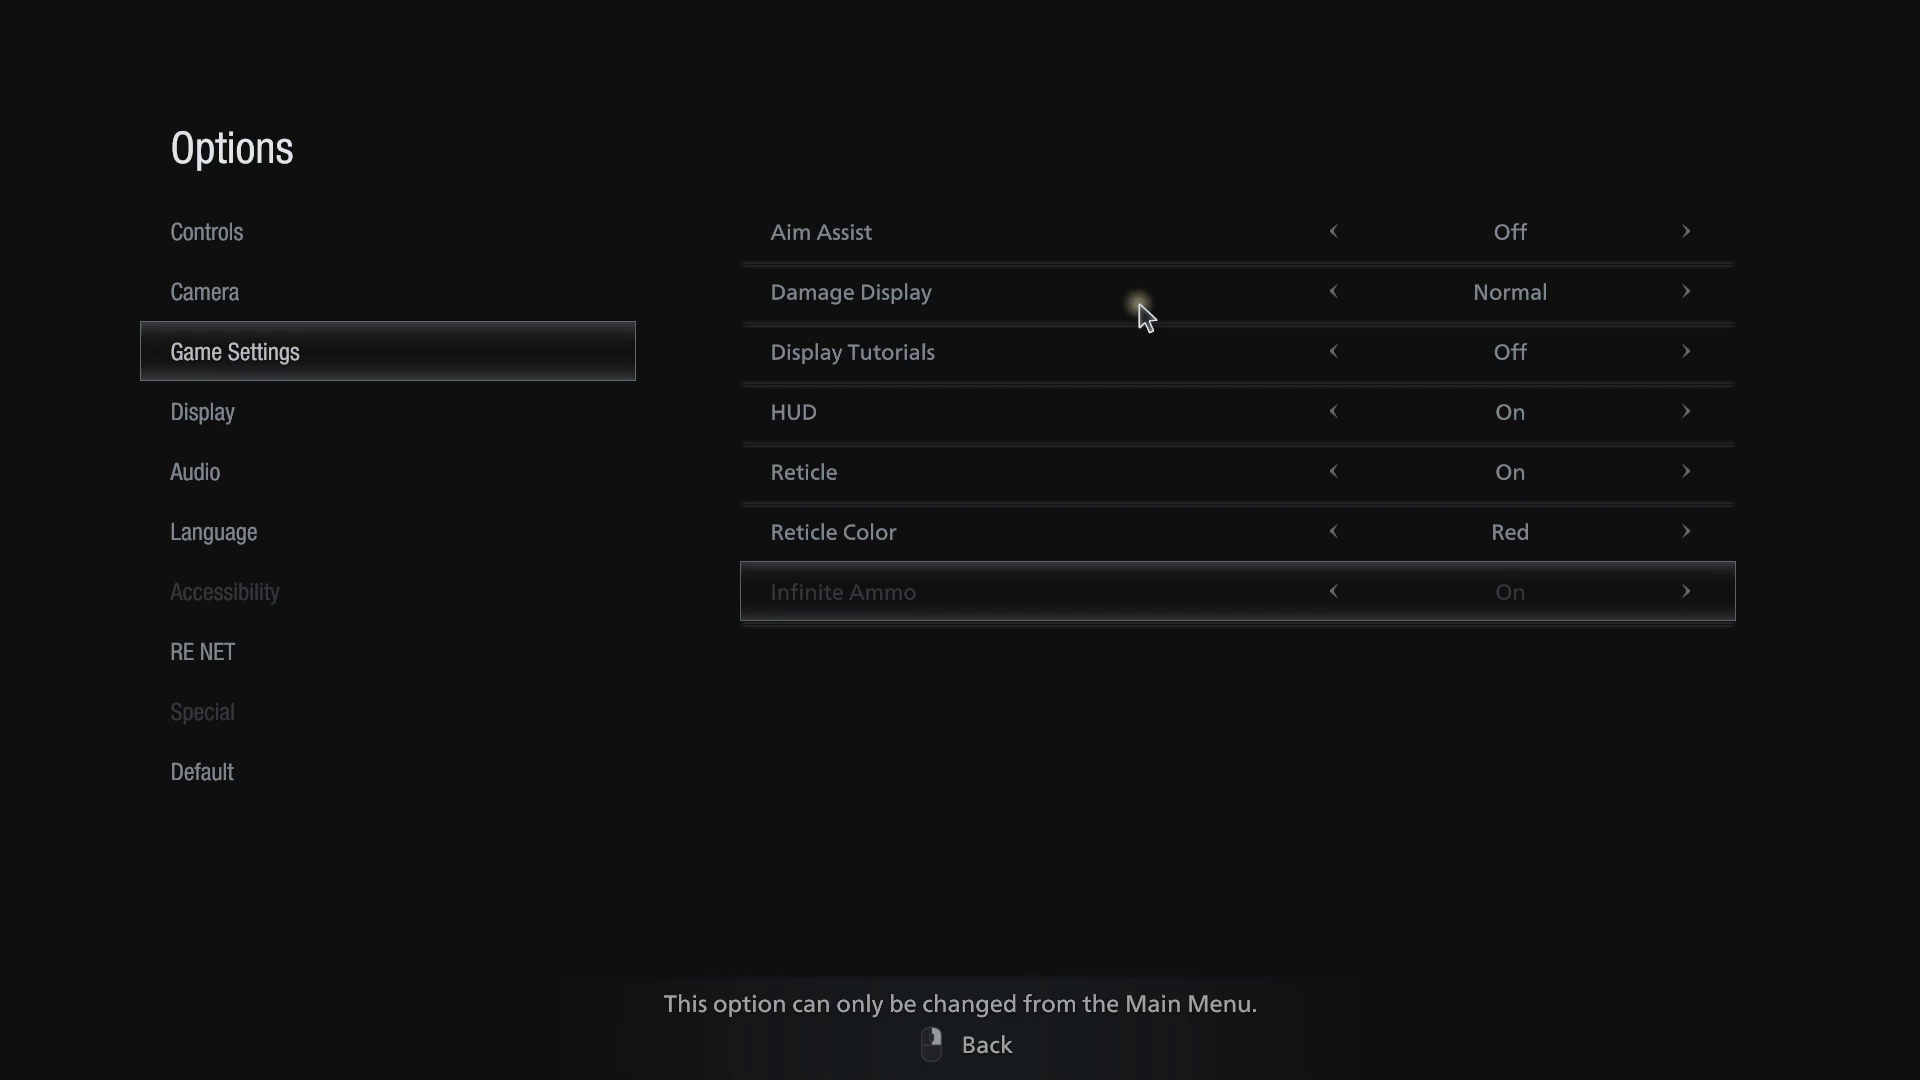 Options
Controls
Camera
Game Settings
Display
Audio
Language
Accessibility
RE NET
Special
Default
Aim Assist Off
Damage Display Normal
Display Tutorials Off
HUD On
Reticle On
Reticle Color Red
Infinite Ammo On
This option can only be changed from the Main Menu.
Back